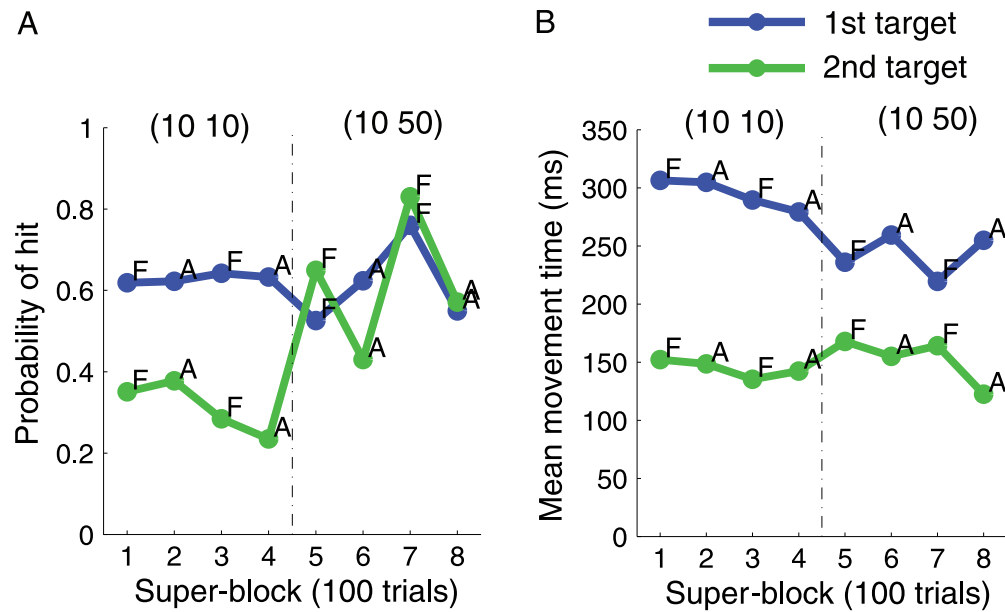 A
B
1st target
2nd target
(10 10)
(10 50)
Probability of hit
1
0.8
0.6
0.4
0.2
0
F
A
F
A
F
A
F
A
F
A
F
A
F
A
F
A
1 2 3 4 5 6 7 8
Super-block (100 trials)
(10 10)
(10 50)
Mean movement time (ms)
350
300
250
200
150
100
50
0
F
A
F
A
F
A
F
A
F
A
F
A
F
A
F
A
1 2 3 4 5 6 7 8
Super-block (100 trials)